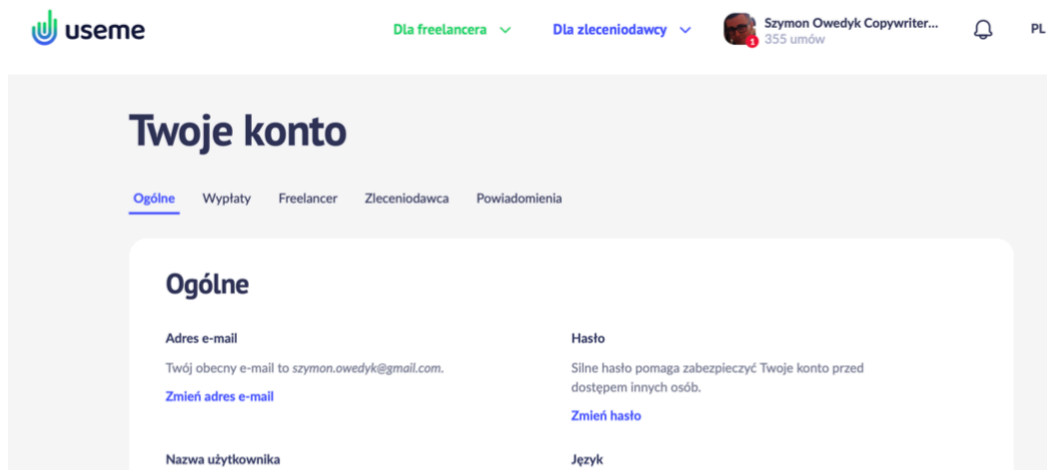 useme
Dla freelancera
Dla zleceniodawcy
Szymon Owedyk Copywriter...
1
355 umów
PL
Twoje konto
Ogólne
Wypłaty
Freelancer
Zleceniodawca
Powiadomienia
Ogólne
Adres e-mail
Twój obecny e-mail to szymon.owedyk@gmail.com.
Zmień adres e-mail
Hasło
Silne hasło pomaga zabezpieczyć Twoje konto przed
dostępem innych osób.
Zmień hasło
Nazwa użytkownika
Język